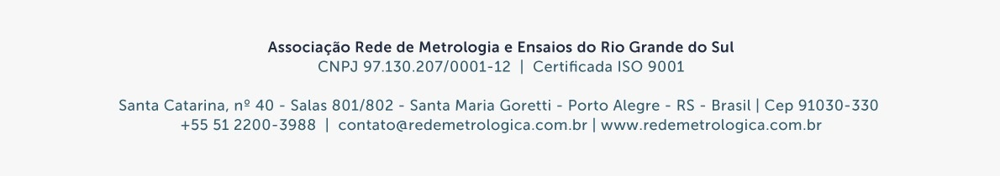 Associação Rede de Metrologia e Ensaios do Rio Grande do Sul
CNPJ 97.130.207/0001-12 | Certificada ISO 9001
Santa Catarina, nº 40 - Salas 801/802 - Santa Maria Goretti - Porto Alegre - RS - Brasil | Cep 91030-330
+55 51 2200-3988 | contato@redemetrologica.com.br | www.redemetrologica.com.br